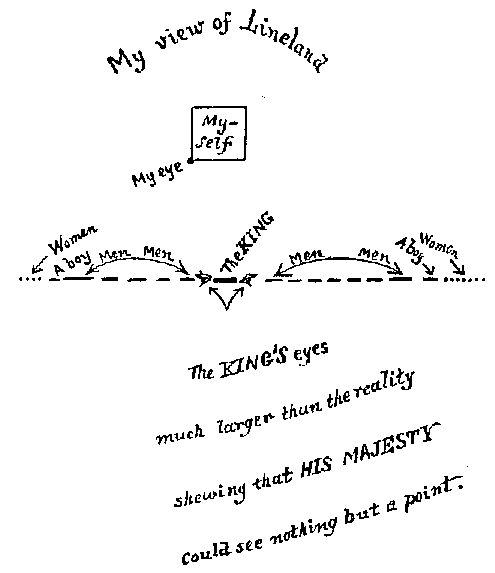 My view of Lineland
My-
self
My eye
The KING
Women
A boy
Men
Men
Men
Men
A boy
Women
The KING'S eyes
much larger than the reality
shewing that HIS MAJESTY
could see nothing but a point.